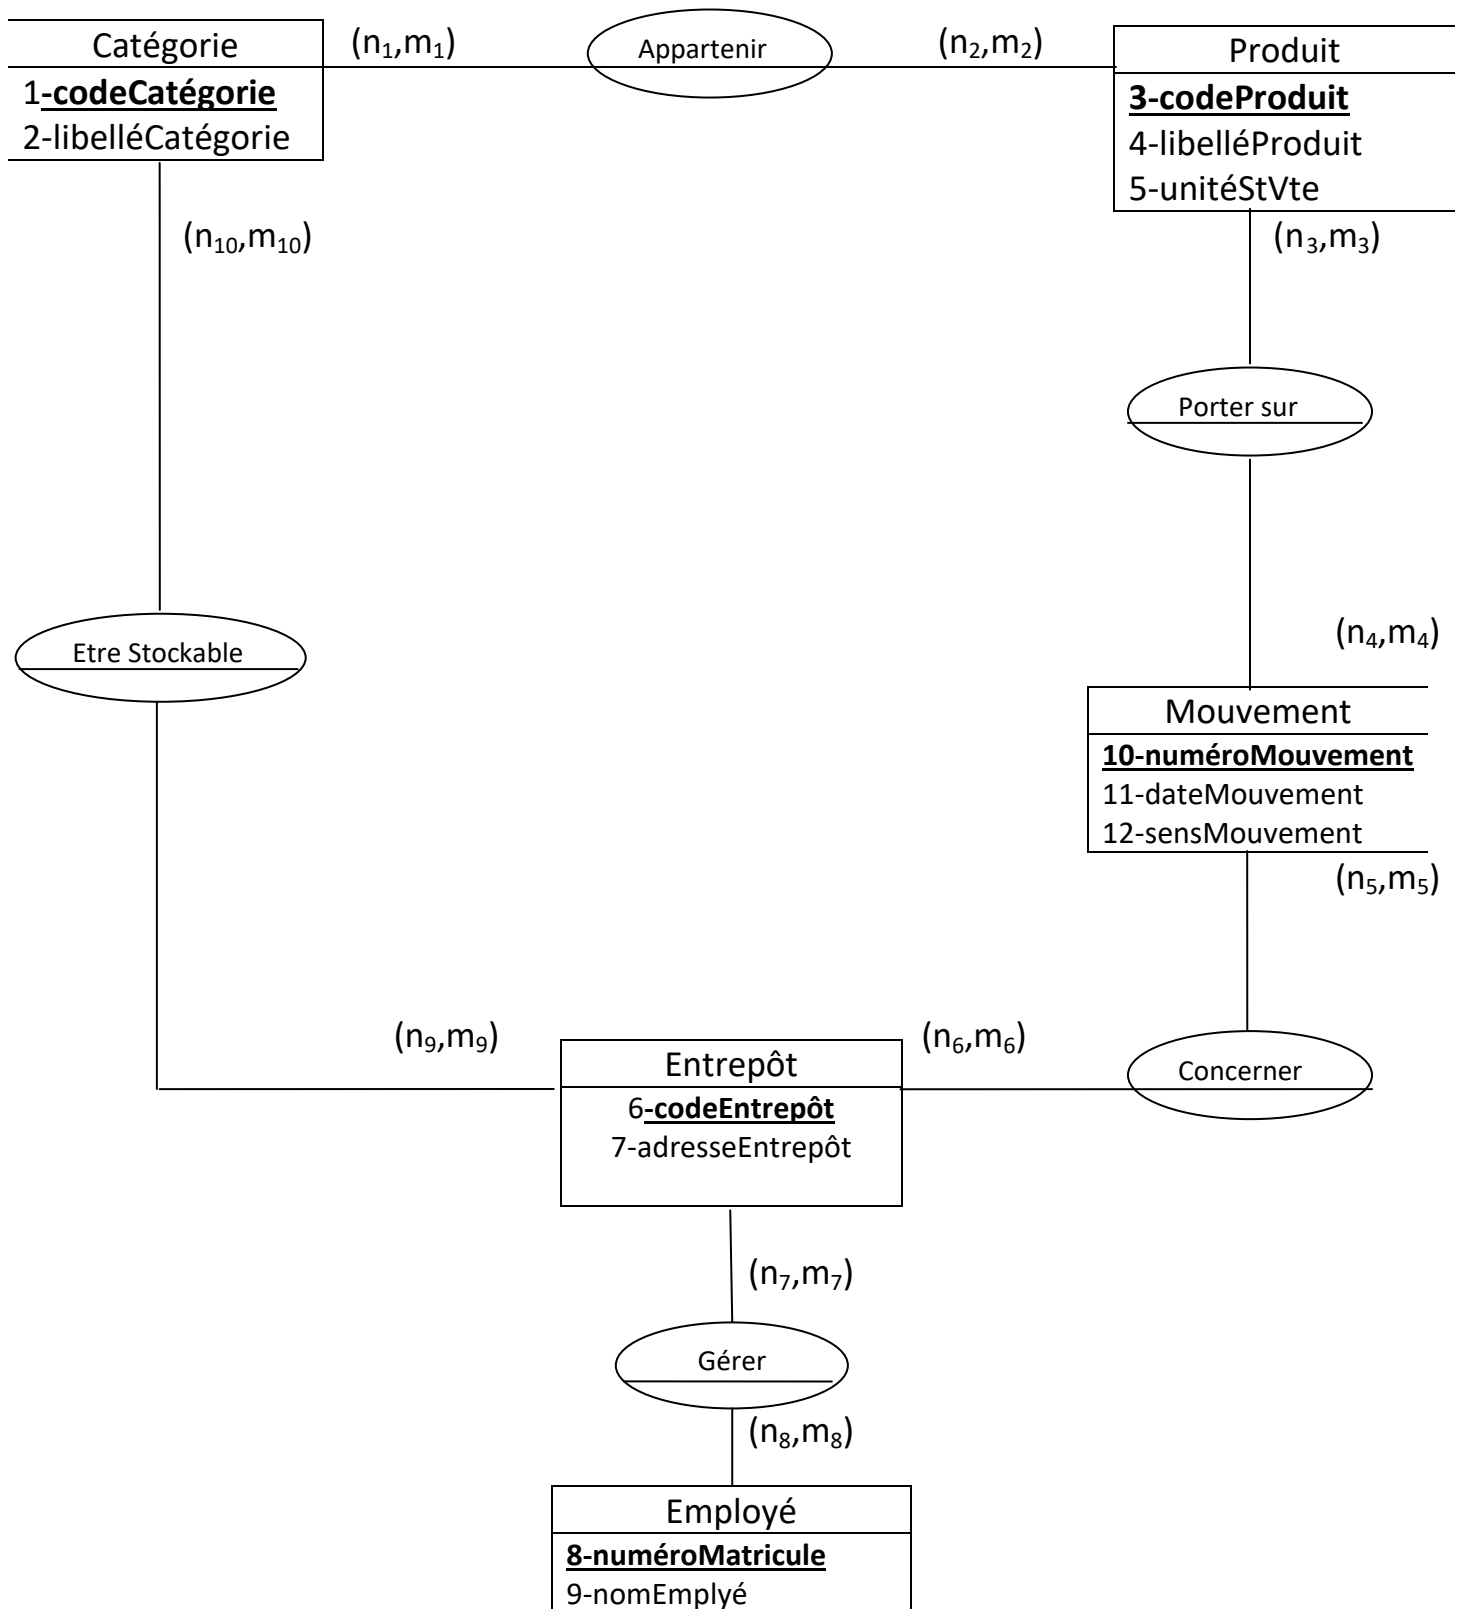 Catégorie
(n₁,m₁)
Appartenir
(n₂,m₂)
Produit
1-codeCatégorie
2-libelléCatégorie
3-codeProduit
4-libelléProduit
5-unitéStVte
(n₁₀,m₁₀)
(n₃,m₃)
Porter sur
Etre Stockable
(n₄,m₄)
Mouvement
10-numéroMouvement
11-dateMouvement
12-sensMouvement
(n₅,m₅)
(n₉,m₉)
Entrepôt
(n₆,m₆)
Concerner
6-codeEntrepôt
7-adresseEntrepôt
(n₇,m₇)
Gérer
(n₈,m₈)
Employé
8-numéroMatricule
9-nomEmplyé